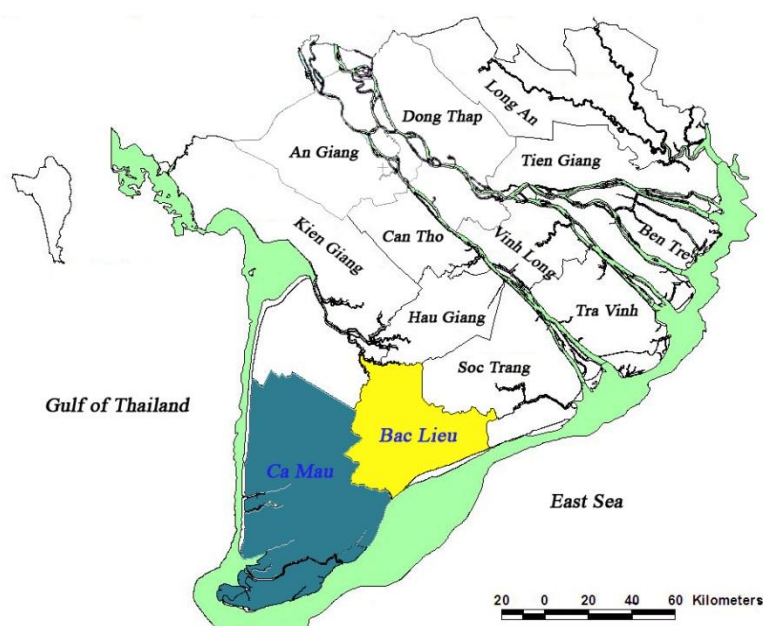 Long An
Dong Thap
An Giang
Tien Giang
Kien Giang
Can Tho
Vinh Long
Ben Tre
Hau Giang
Tra Vinh
Soc Trang
Gulf of Thailand
Bac Lieu
Ca Mau
East Sea
20 0 20 40 60 Kilometers